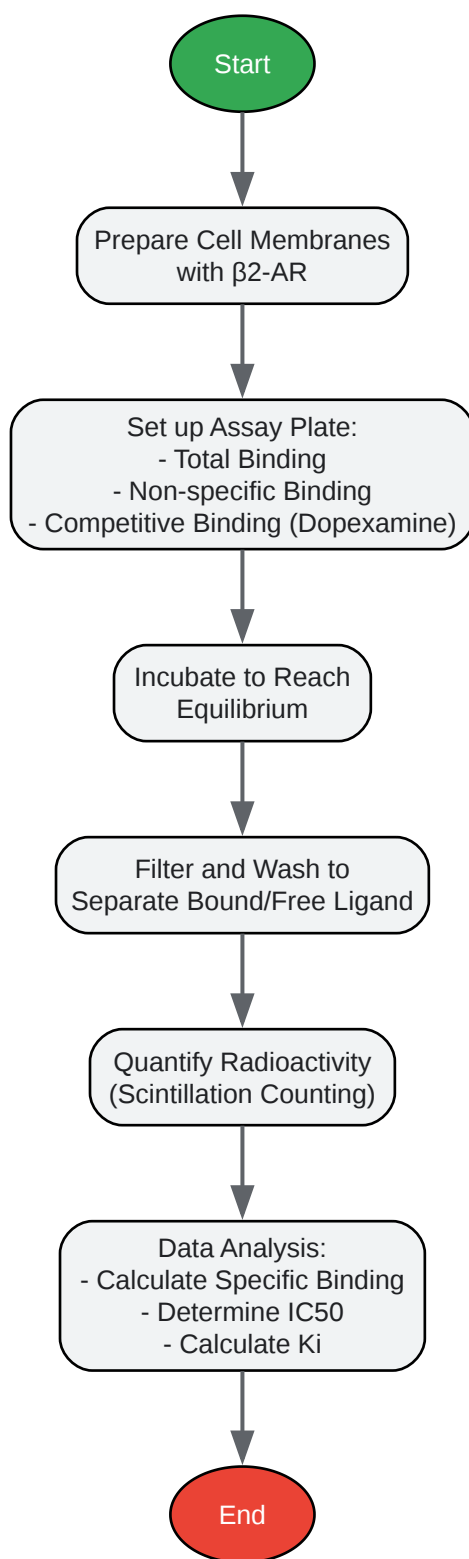 Start
Prepare Cell Membranes
with β2-AR
Set up Assay Plate:
- Total Binding
- Non-specific Binding
- Competitive Binding (Dopexamine)
Incubate to Reach
Equilibrium
Filter and Wash to
Separate Bound/Free Ligand
Quantify Radioactivity
(Scintillation Counting)
Data Analysis:
- Calculate Specific Binding
- Determine IC50
- Calculate Ki
End